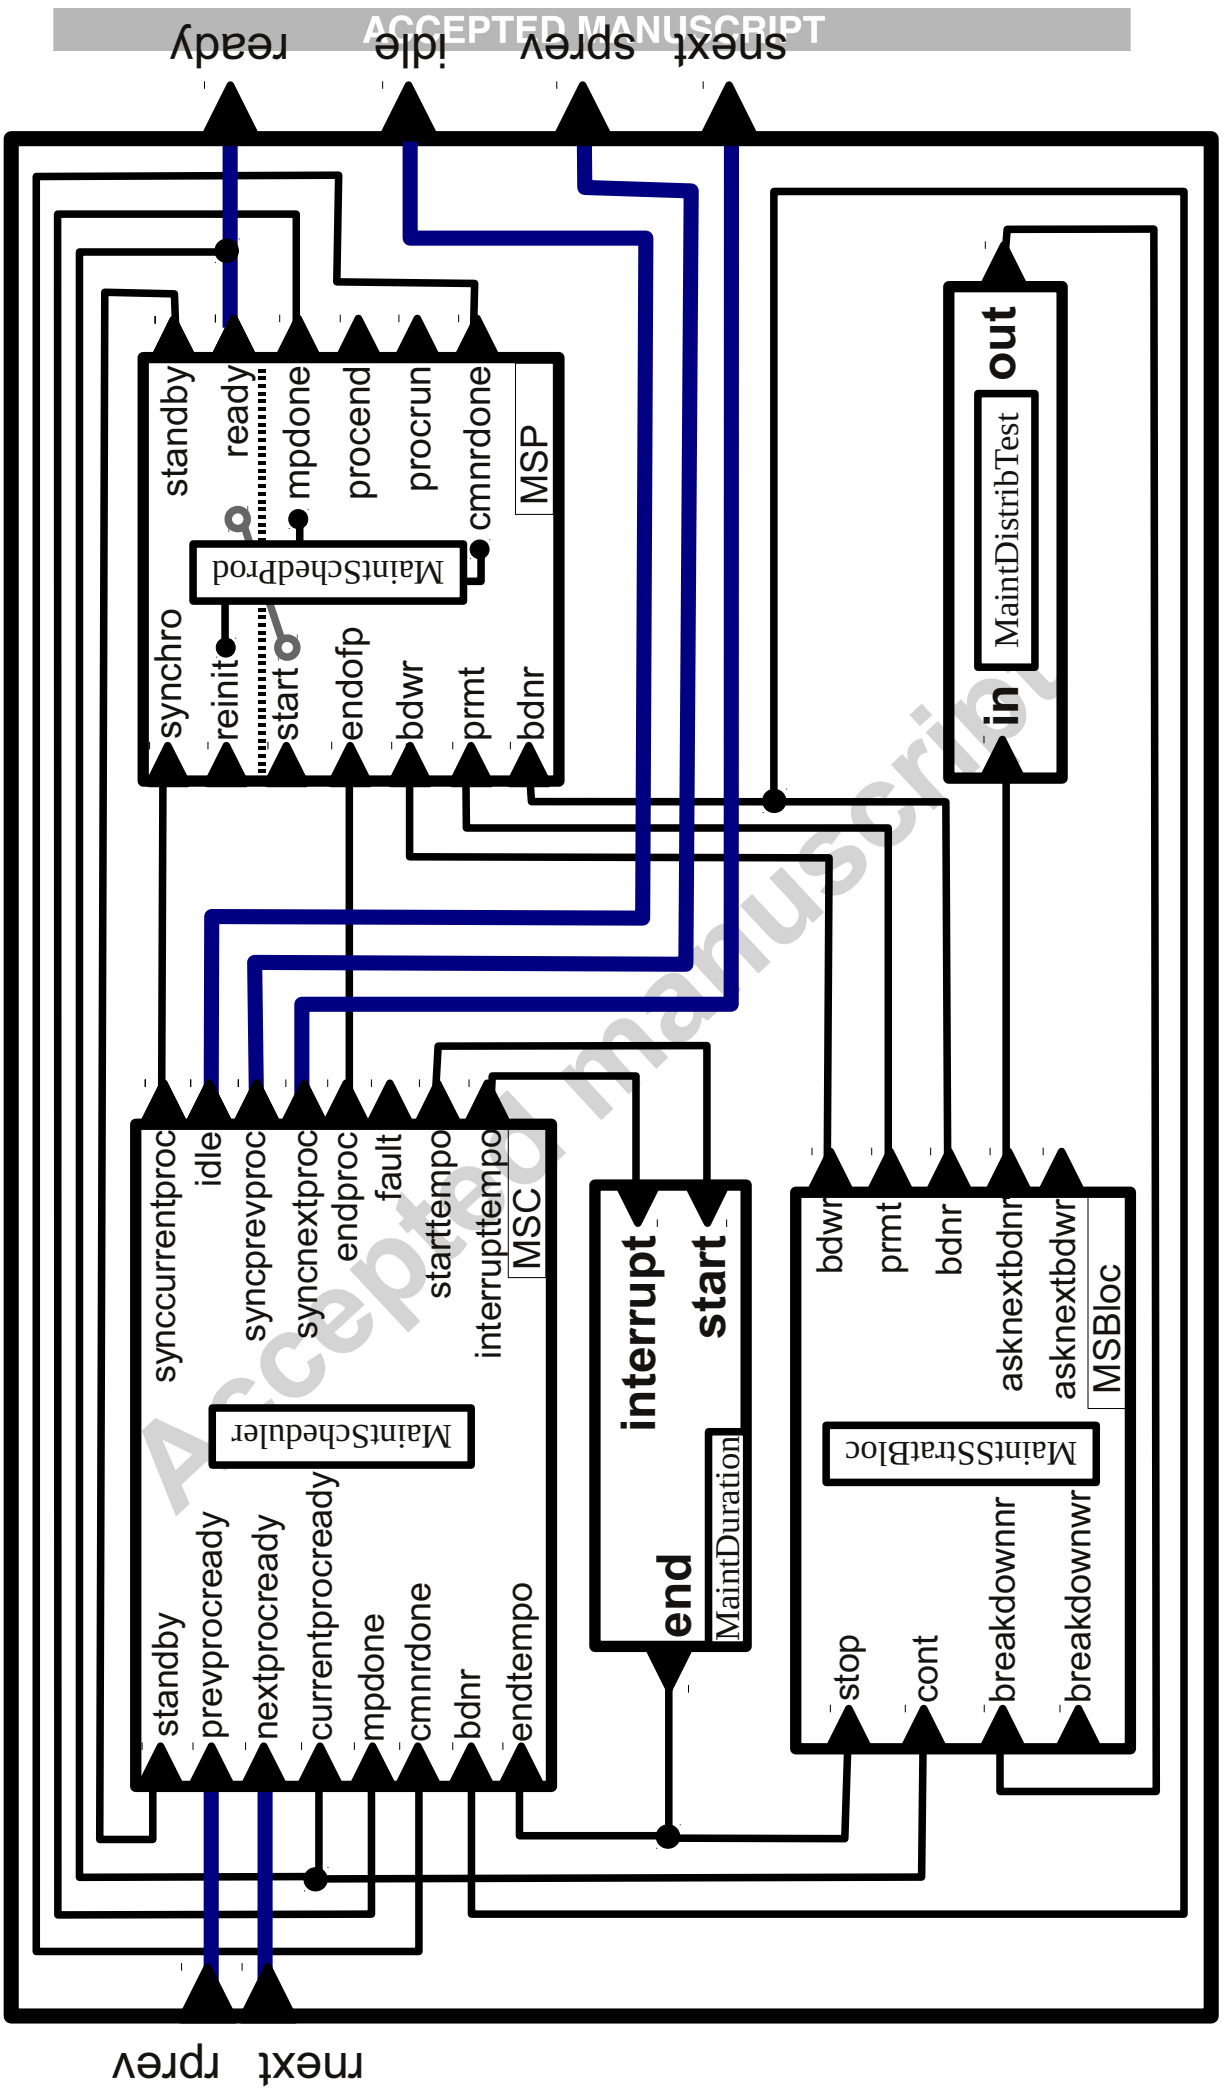 ACCEPTED MANUSCRIPT
ready
idle
sprev
snext
standby
ready
mpdone
procend
procrun
cmnrdone
MSP
MaintSchedProd
synchro
reinit
start
endofp
bdwr
prmt
bdnr
out
MaintDistribTest
in
synccurrentproc
idle
syncprevproc
syncnextproc
endproc
fault
starttempo
interrupttempo
MSC
MaintScheduler
standby
prevprocready
nextprocready
currentprocready
mpdone
cmnrdone
bdnr
endtempo
interrupt
start
end
MaintDuration
bdwr
prmt
bdnr
asknextbdnr
asknextbdwr
MSBloc
MaintSStratBloc
stop
cont
breakdownnr
breakdownwr
rprev
rnext
Accepted manuscript